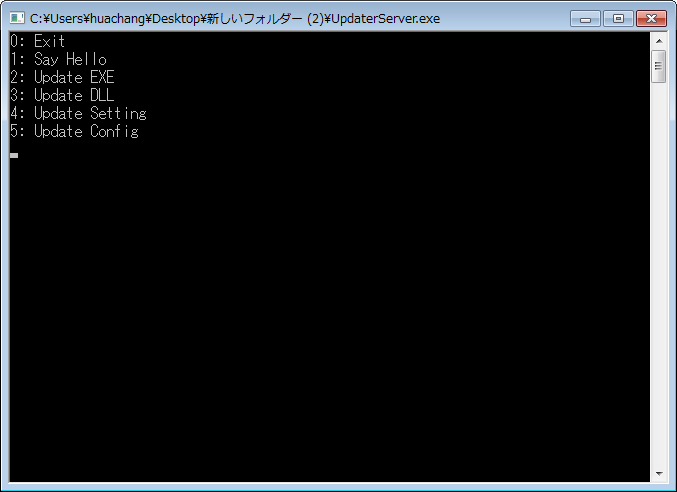 C:¥Users¥huachang¥Desktop¥新しいフォルダー (2)¥UpdaterServer.exe
0: Exit
1: Say Hello
2: Update EXE
3: Update DLL
4: Update Setting
5: Update Config